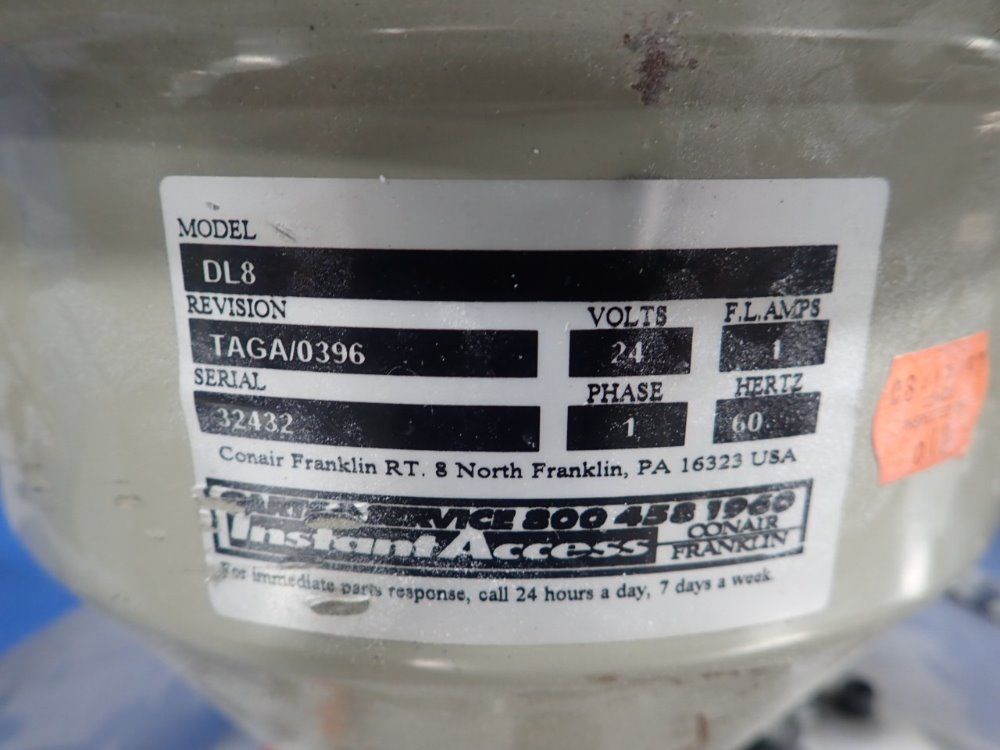 MODEL
DL8
REVISION VOLTS F.L.AMPS
TAGA/0396 24 1
SERIAL PHASE HERTZ
32432 1 60
Conair Franklin RT. 8 North Franklin, PA 16323 USA
SERVICE 800 458 1960
InstantAccess CONAIR
FRANKLIN
For immediate parts response, call 24 hours a day, 7 days a week.